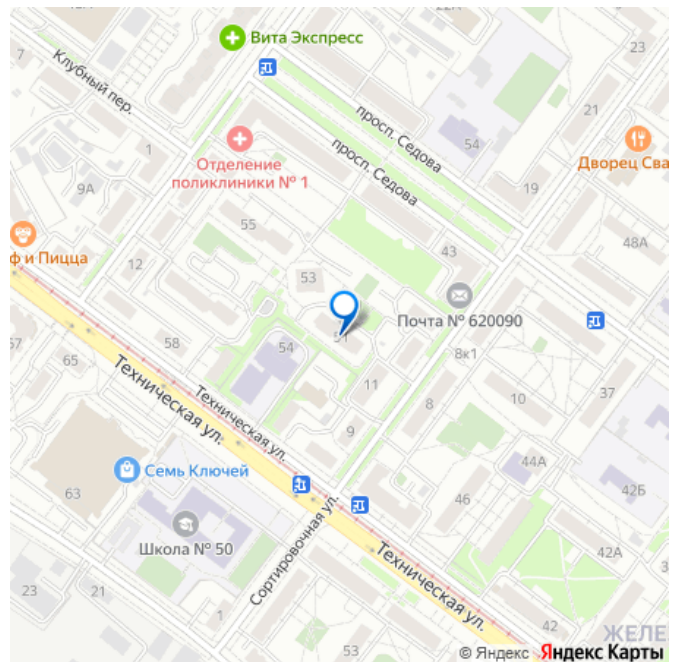 22А
Вита Экспресс
23
Клубный пер.
21
просп. Седова
54
Дворец Сва
1
Отделение
поликлиники № 1
просп. Седова
19
9А
55
48А
ф и Пицца
12
43
53
Почта № 620090
51
58
54
8к1
57
11
37
65
Техническая ул.
Техническая ул.
8
10
9
Семь Ключей
44А
42Б
63
46
Школа № 50
Сортировочная ул.
42А
3
Техническая ул.
23
21
1
42
ЖЕЛЕ
53
© Яндекс Яндекс Карты